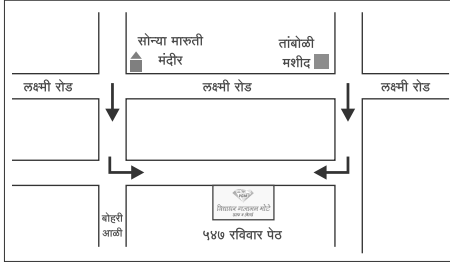 सोन्या मारुती
मंदीर
तांबोळी
मशीद
लक्ष्मी रोड
लक्ष्मी रोड
लक्ष्मी रोड
बोहरी
आळी
५४७ रविवार पेठ